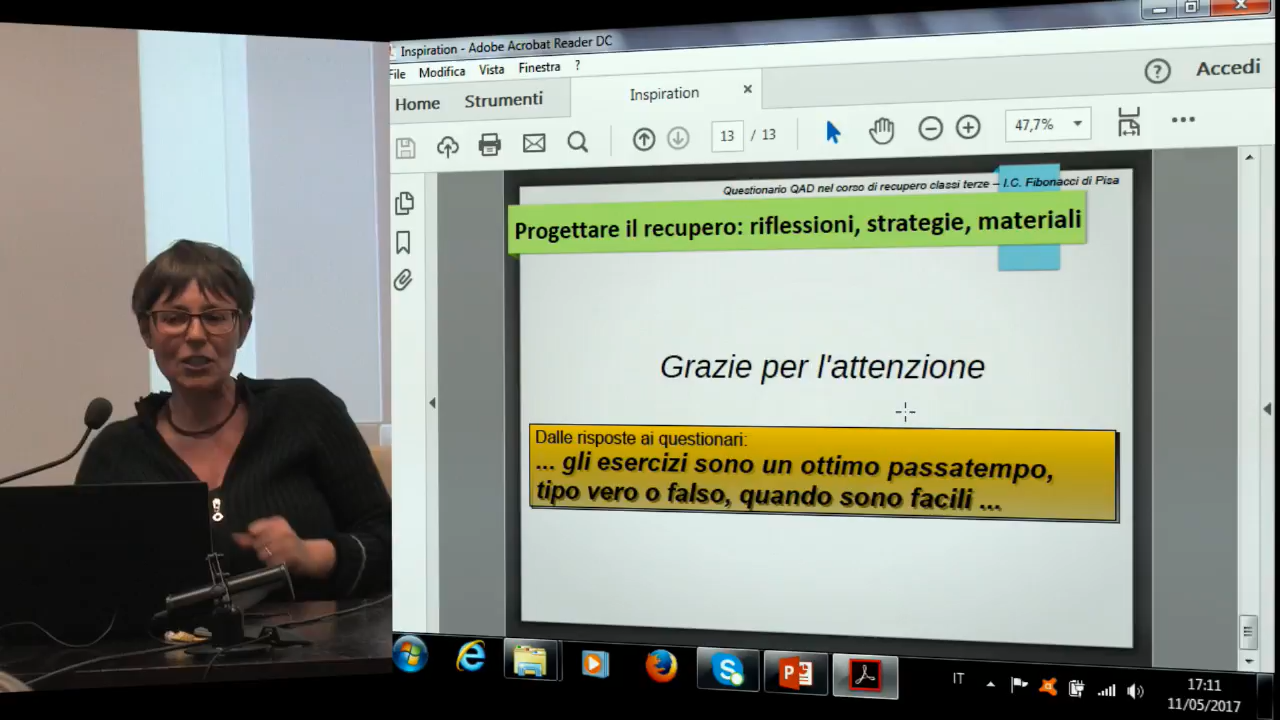 Inspiration - Adobe Acrobat Reader DC
File Modifica Vista Finestra ?
Home Strumenti Inspiration × ? Accedi
13 / 13 47,7%
Questionario QAD nel corso di recupero classi terze – I.C. Fibonacci di Pisa
Progettare il recupero: riflessioni, strategie, materiali
Grazie per l'attenzione
Dalle risposte ai questionari:
... gli esercizi sono un ottimo passatempo,
tipo vero o falso, quando sono facili ...
IT
17:11
11/05/2017